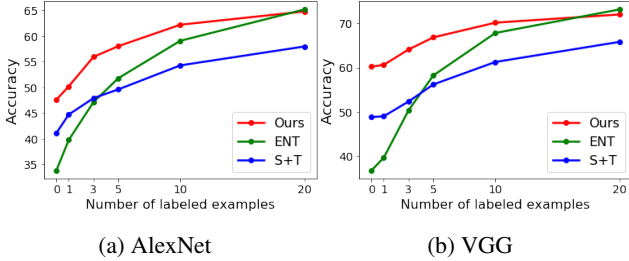 65
60
55
50
45
40
35
Accuracy
Ours
ENT
S+T
0 1 3 5 10 20
Number of labeled examples
(a) AlexNet
70
60
50
40
Accuracy
Ours
ENT
S+T
0 1 3 5 10 20
Number of labeled examples
(b) VGG